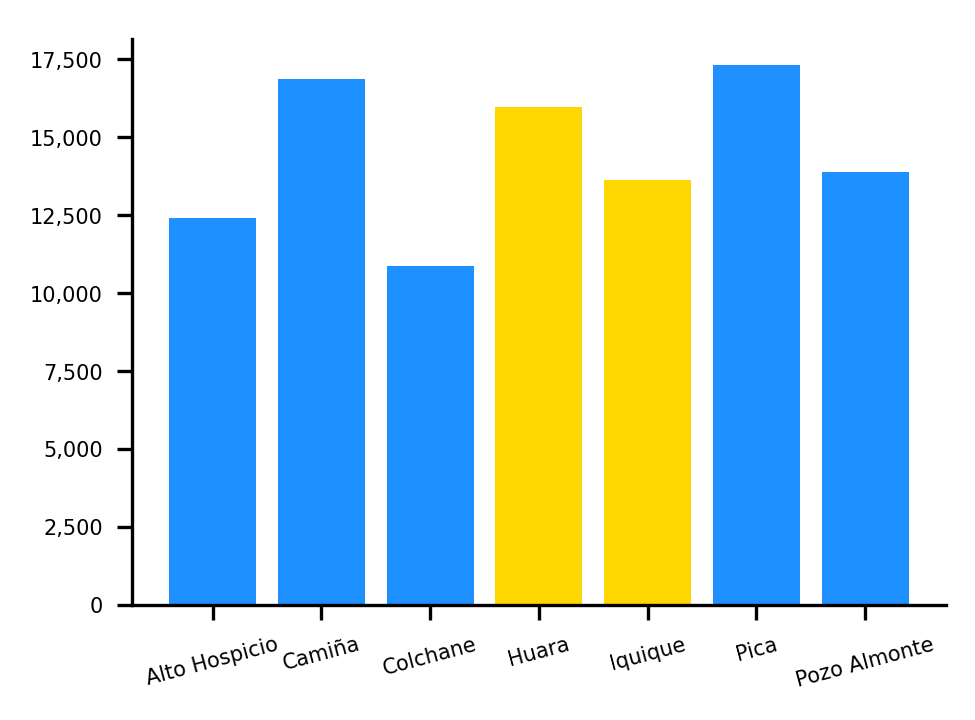 17,500
15,000
12,500
10,000
7,500
5,000
2,500
0
Alto Hospicio
Camiña
Colchane
Huara
Iquique
Pica
Pozo Almonte